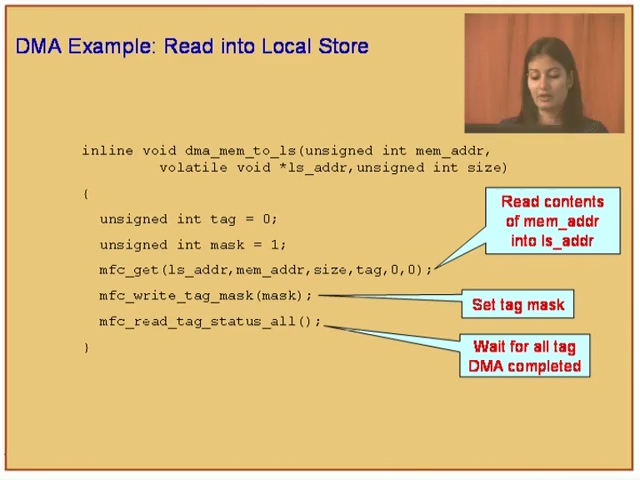 DMA Example: Read into Local Store
inline void dma_mem_to_ls(unsigned int mem_addr,
volatile void *ls_addr,unsigned int size)
{
unsigned int tag = 0;
unsigned int mask = 1;
mfc_get(ls_addr,mem_addr,size,tag,0,0);
mfc_write_tag_mask(mask);
mfc_read_tag_status_all();
}
Read contents
of mem_addr
into ls_addr
Set tag mask
Wait for all tag
DMA completed